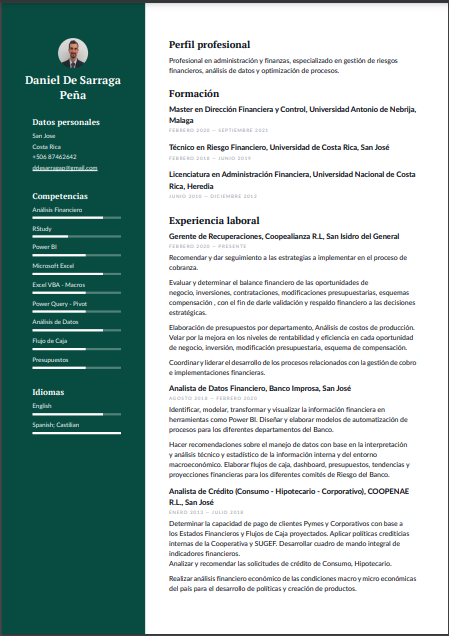 Daniel De Sarraga
Peña
Datos personales
San Jose
Costa Rica
+506 87462642
ddesarragap@email.com
Competencias
Análisis Financiero
RStudy
Power BI
Microsoft Excel
Excel VBA - Macros
Power Query - Pivot
Análisis de Datos
Flujo de Caja
Presupuestos
Idiomas
English
Spanish; Castilian
Perfil profesional
Profesional en administración y finanzas, especializado en gestión de riesgos
financieros, análisis de datos y optimización de procesos.
Formación
Master en Dirección Financiera y Control, Universidad Antonio de Nebrija,
Malaga
FEBRERO 2020 — SEPTIEMBRE 2021
Técnico en Riesgo Financiero, Universidad de Costa Rica, San José
FEBRERO 2018 — JUNIO 2019
Licenciatura en Administración Financiera, Universidad Nacional de Costa
Rica, Heredia
JUNIO 2010 — DICIEMBRE 2012
Experiencia laboral
Gerente de Recuperaciones, Coopealianza R.L, San Isidro del General
FEBRERO 2020 — PRESENTE
Recomendar y dar seguimiento a las estrategias a implementar en el proceso de
cobranza.
Evaluar y determinar el balance financiero de las oportunidades de
negocio, inversiones, contrataciones, modificaciones presupuestarias, esquemas
compensación , con el fin de darle validación y respaldo financiero a las decisiones
estratégicas.
Elaboración de presupuestos por departamento, Análisis de costos de producción.
Velar por la mejora en los niveles de rentabilidad y eficiencia en cada oportunidad
de negocio, inversión, modificación presupuestaria, esquema de compensación.
Coordinar y liderar el desarrollo de los procesos relacionados con la gestión de cobro
e implementaciones financieras.
Analista de Datos Financiero, Banco Improsa, San José
AGOSTO 2018 — FEBRERO 2020
Identificar, modelar, transformar y visualizar la información financiera en
herramientas como Power BI. Diseñar y elaborar modelos de automatización de
procesos para los diferentes departamentos del Banco.
Hacer recomendaciones sobre el manejo de datos con base en la interpretación
y análisis técnico y estadístico de la información interna y del entorno
macroeconómico. Elaborar flujos de caja, dashboard, presupuestos, tendencias y
proyecciones financieras para los diferentes comités de Riesgo del Banco.
Analista de Crédito (Consumo - Hipotecario - Corporativo), COOPENAE
R.L., San José
ENERO 2013 — JULIO 2018
Determinar la capacidad de pago de clientes Pymes y Corporativos con base a
los Estados Financieros y Flujos de Caja proyectados. Aplicar políticas crediticias
internas de la Cooperativa y SUGEF. Desarrollar cuadro de mando integral de
indicadores financieros.
Analizar y recomendar las solicitudes de crédito de Consumo, Hipotecario.
Realizar análisis financiero económico de las condiciones macro y micro económicas
del país para el desarrollo de políticas y creación de productos.